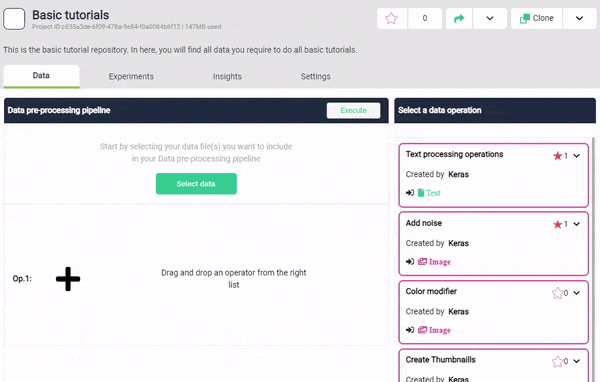 Basic tutorials
0
Clone
Project ID:c035a3de-6f09-478a-9e84-f0a0084b6f12 | 147MB used
This is the basic tutorial repository. In here, you will find all data you require to do all basic tutorials.
Data Experiments Insights Settings
Data pre-processing pipeline
Execute
Start by selecting your data file(s) you want to include
in your Data pre-processing pipeline
Select data
Op.1:
Drag and drop an operator from the right
list
Select a data operation
Text processing operations
1
Created by Keras
Text
Add noise
1
Created by Keras
Image
Color modifier
0
Created by Keras
Image
Create Thumbnaills
0
Created by Keras